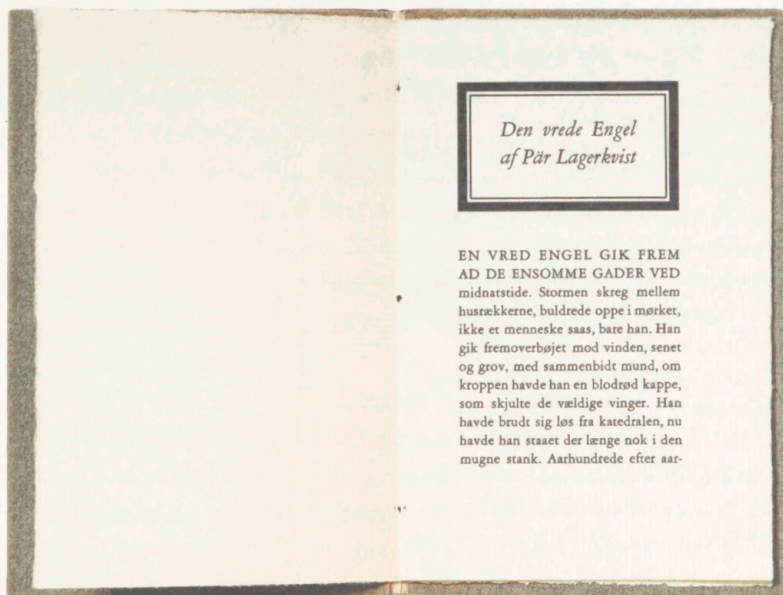 Den vrede Engel
af Pär Lagerkvist
EN VRED ENGEL GIK FREM
AD DE ENSOMME GADER VED
midnatstide. Stormen skreg mellem
husrækkerne, buldrede oppe i mørket,
ikke et menneske saas, bare han. Han
gik fremoverbøjet mod vinden, senet
og grov, med sammenbidt mund, om
kroppen havde han en blodrød kappe,
som skjulte de vældige vinger. Han
havde brudt sig løs fra katedralen, nu
havde han staaet der længe nok i den
mugne stank. Aarhundrede efter aar-